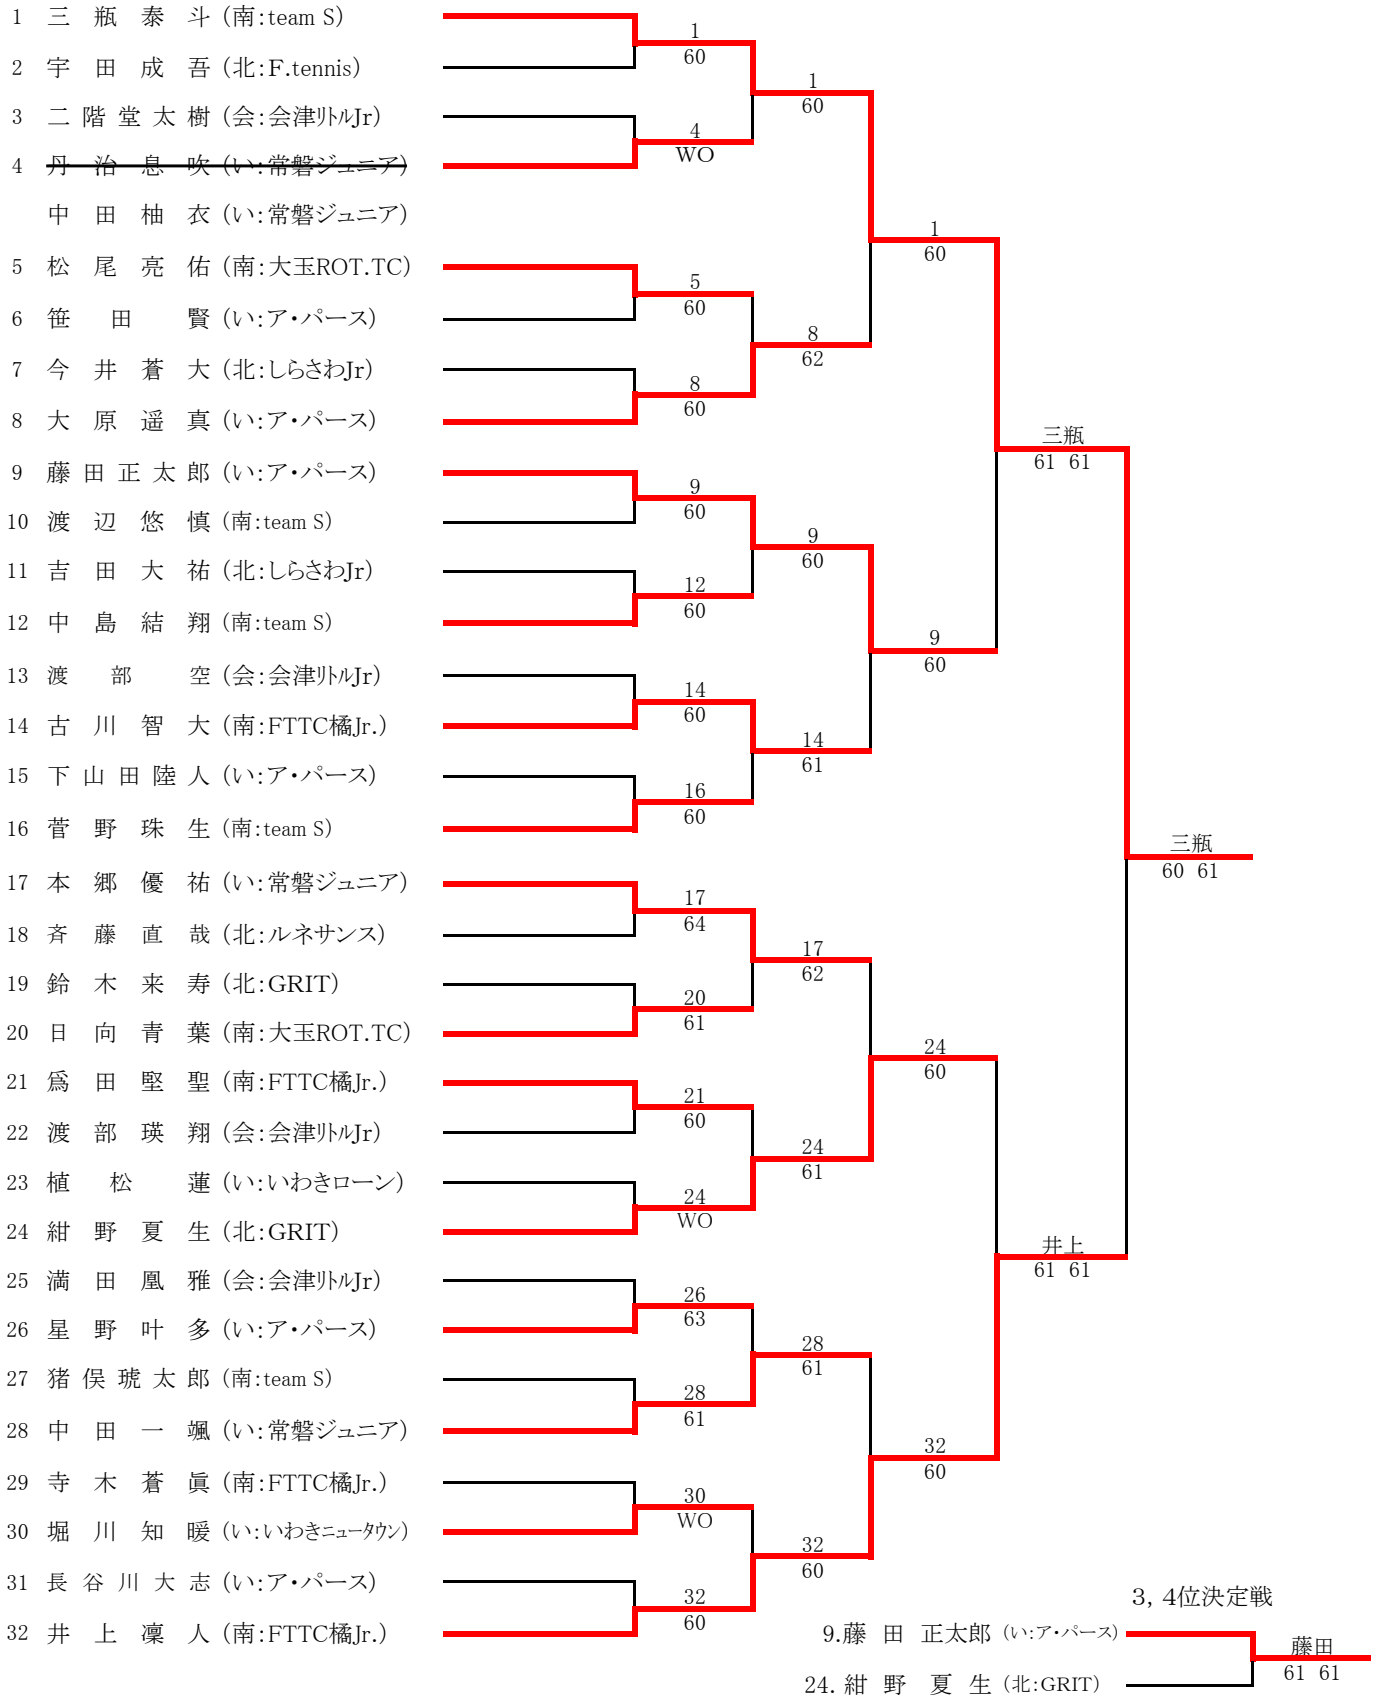 1 三瓶泰斗 (南:team S)
2 宇田成吾 (北:F.tennis)
3 二階堂太樹 (会:会津リトルJr)
4 丹治息吹 (い:常磐ジュニア)
中田柚衣 (い:常磐ジュニア)
5 松尾亮佑 (南:大玉ROT.TC)
6 笹田賢 (い:ア・パース)
7 今井蒼大 (北:しらさわJr)
8 大原遥真 (い:ア・パース)
9 藤田正太郎 (い:ア・パース)
10 渡辺悠慎 (南:team S)
11 吉田大祐 (北:しらさわJr)
12 中島結翔 (南:team S)
13 渡部空 (会:会津リトルJr)
14 古川智大 (南:FTTC橘Jr.)
15 下山田陸人 (い:ア・パース)
16 菅野珠生 (南:team S)
17 本郷優祐 (い:常磐ジュニア)
18 斉藤直哉 (北:ルネサンス)
19 鈴木来寿 (北:GRIT)
20 日向青葉 (南:大玉ROT.TC)
21 爲田堅聖 (南:FTTC橘Jr.)
22 渡部瑛翔 (会:会津リトルJr)
23 植松蓮 (い:いわきローン)
24 紺野夏生 (北:GRIT)
25 満田凰雅 (会:会津リトルJr)
26 星野叶多 (い:ア・パース)
27 猪俣琥太郎 (南:team S)
28 中田一颯 (い:常磐ジュニア)
29 寺木蒼眞 (南:FTTC橘Jr.)
30 堀川知暖 (い:いわきニュータウン)
31 長谷川大志 (い:ア・パース)
32 井上凜人 (南:FTTC橘Jr.)
1
60
4
WO
5
60
8
60
9
60
12
60
14
60
16
60
17
64
20
61
21
60
24
WO
26
63
28
61
30
WO
32
60
1
60
8
62
9
60
14
61
17
62
24
61
28
61
32
60
1
60
9
60
24
60
32
60
三瓶
61 61
井上
61 61
三瓶
60 61
3,4位決定戦
9.藤田正太郎 (い:ア・パース)
24.紺野夏生 (北:GRIT)
藤田
61 61